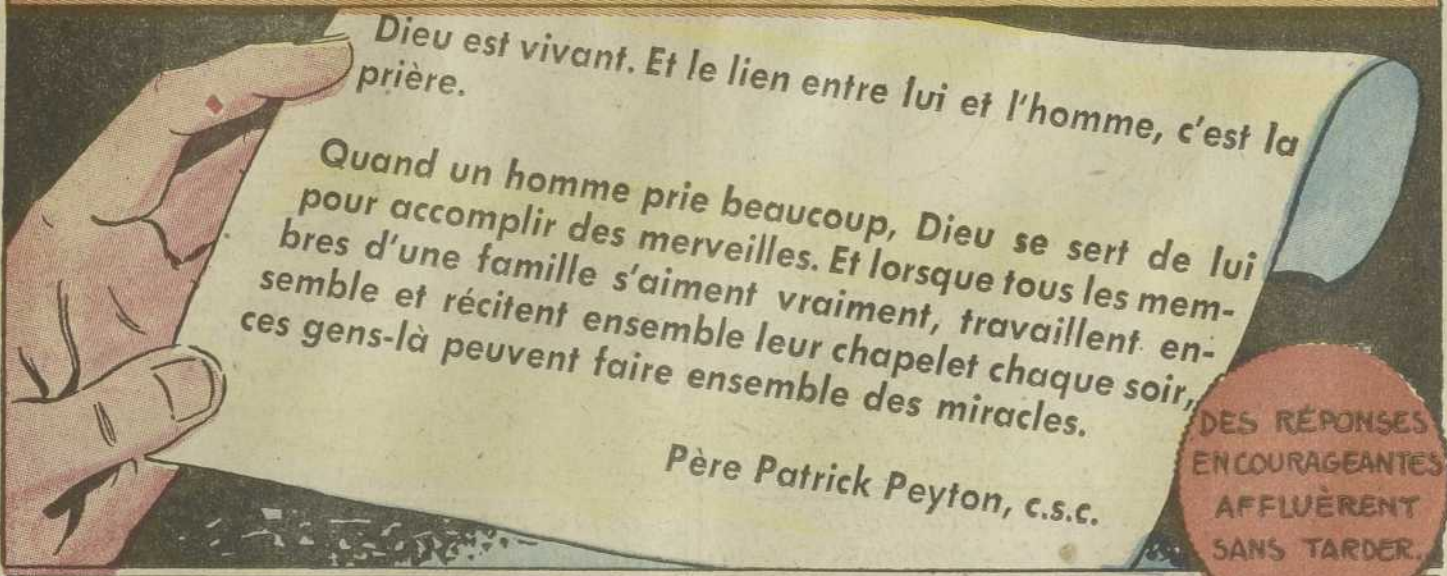 Dieu est vivant. Et le lien entre lui et l'homme, c'est la
prière.
Quand un homme prie beaucoup, Dieu se sert de lui
pour accomplir des merveilles. Et lorsque tous les mem-
bres d'une famille s'aiment vraiment, travaillent en-
semble et récitent ensemble leur chapelet chaque soir,
ces gens-là peuvent faire ensemble des miracles.
Père Patrick Peyton, c.s.c.
DES RÉPONSES
ENCOURAGEANTES
AFFLUÈRENT
SANS TARDER.